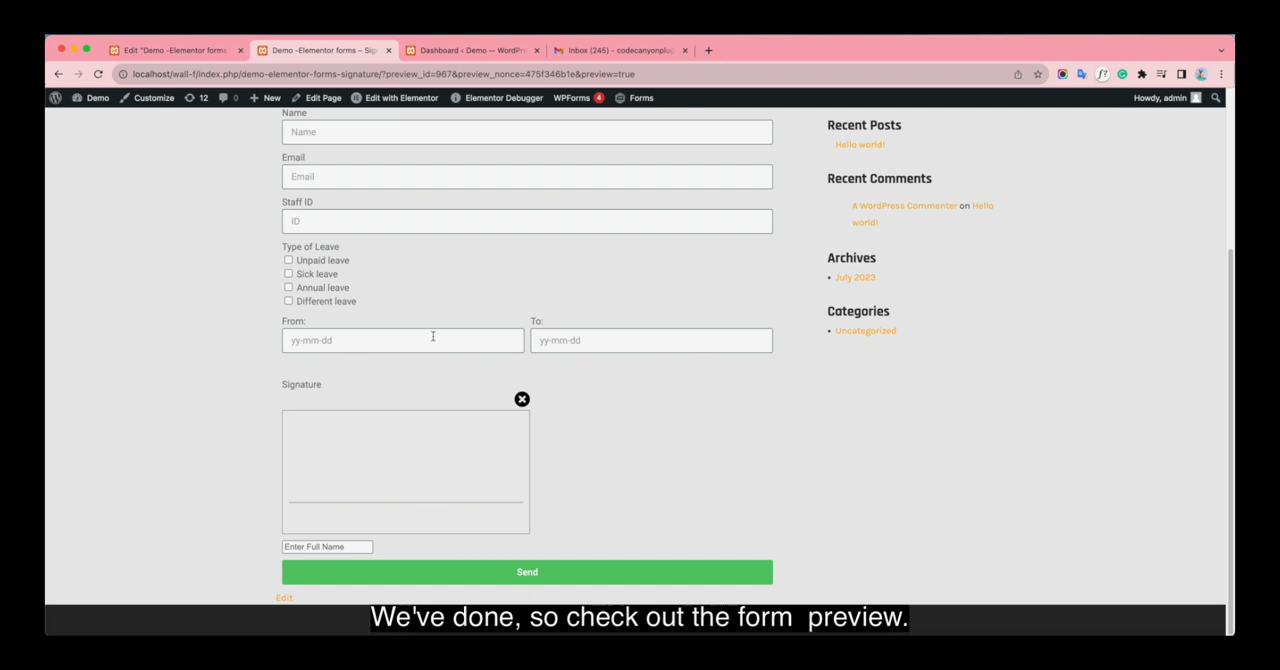 Edit "Demo -Elementor forms
Demo -Elementor forms – Sig
Dashboard ‹ Demo — WordPr
Inbox (245) - codecanyonplug
localhost/wall-f/index.php/demo-elementor-forms-signature/?preview_id=967&preview_nonce=475f346b1e&preview=true
Demo Customize 12 0 New Edit Page Edit with Elementor Elementor Debugger WPForms 4 Forms Howdy, admin
Name
Name
Email
Email
Staff ID
ID
Type of Leave
Unpaid leave
Sick leave
Annual leave
Different leave
From:
To:
yy-mm-dd
yy-mm-dd
Signature
Enter Full Name
Send
Edit
Recent Posts
Hello world!
Recent Comments
A WordPress Commenter on Hello
world!
Archives
July 2023
Categories
Uncategorized
We've done, so check out the form preview.